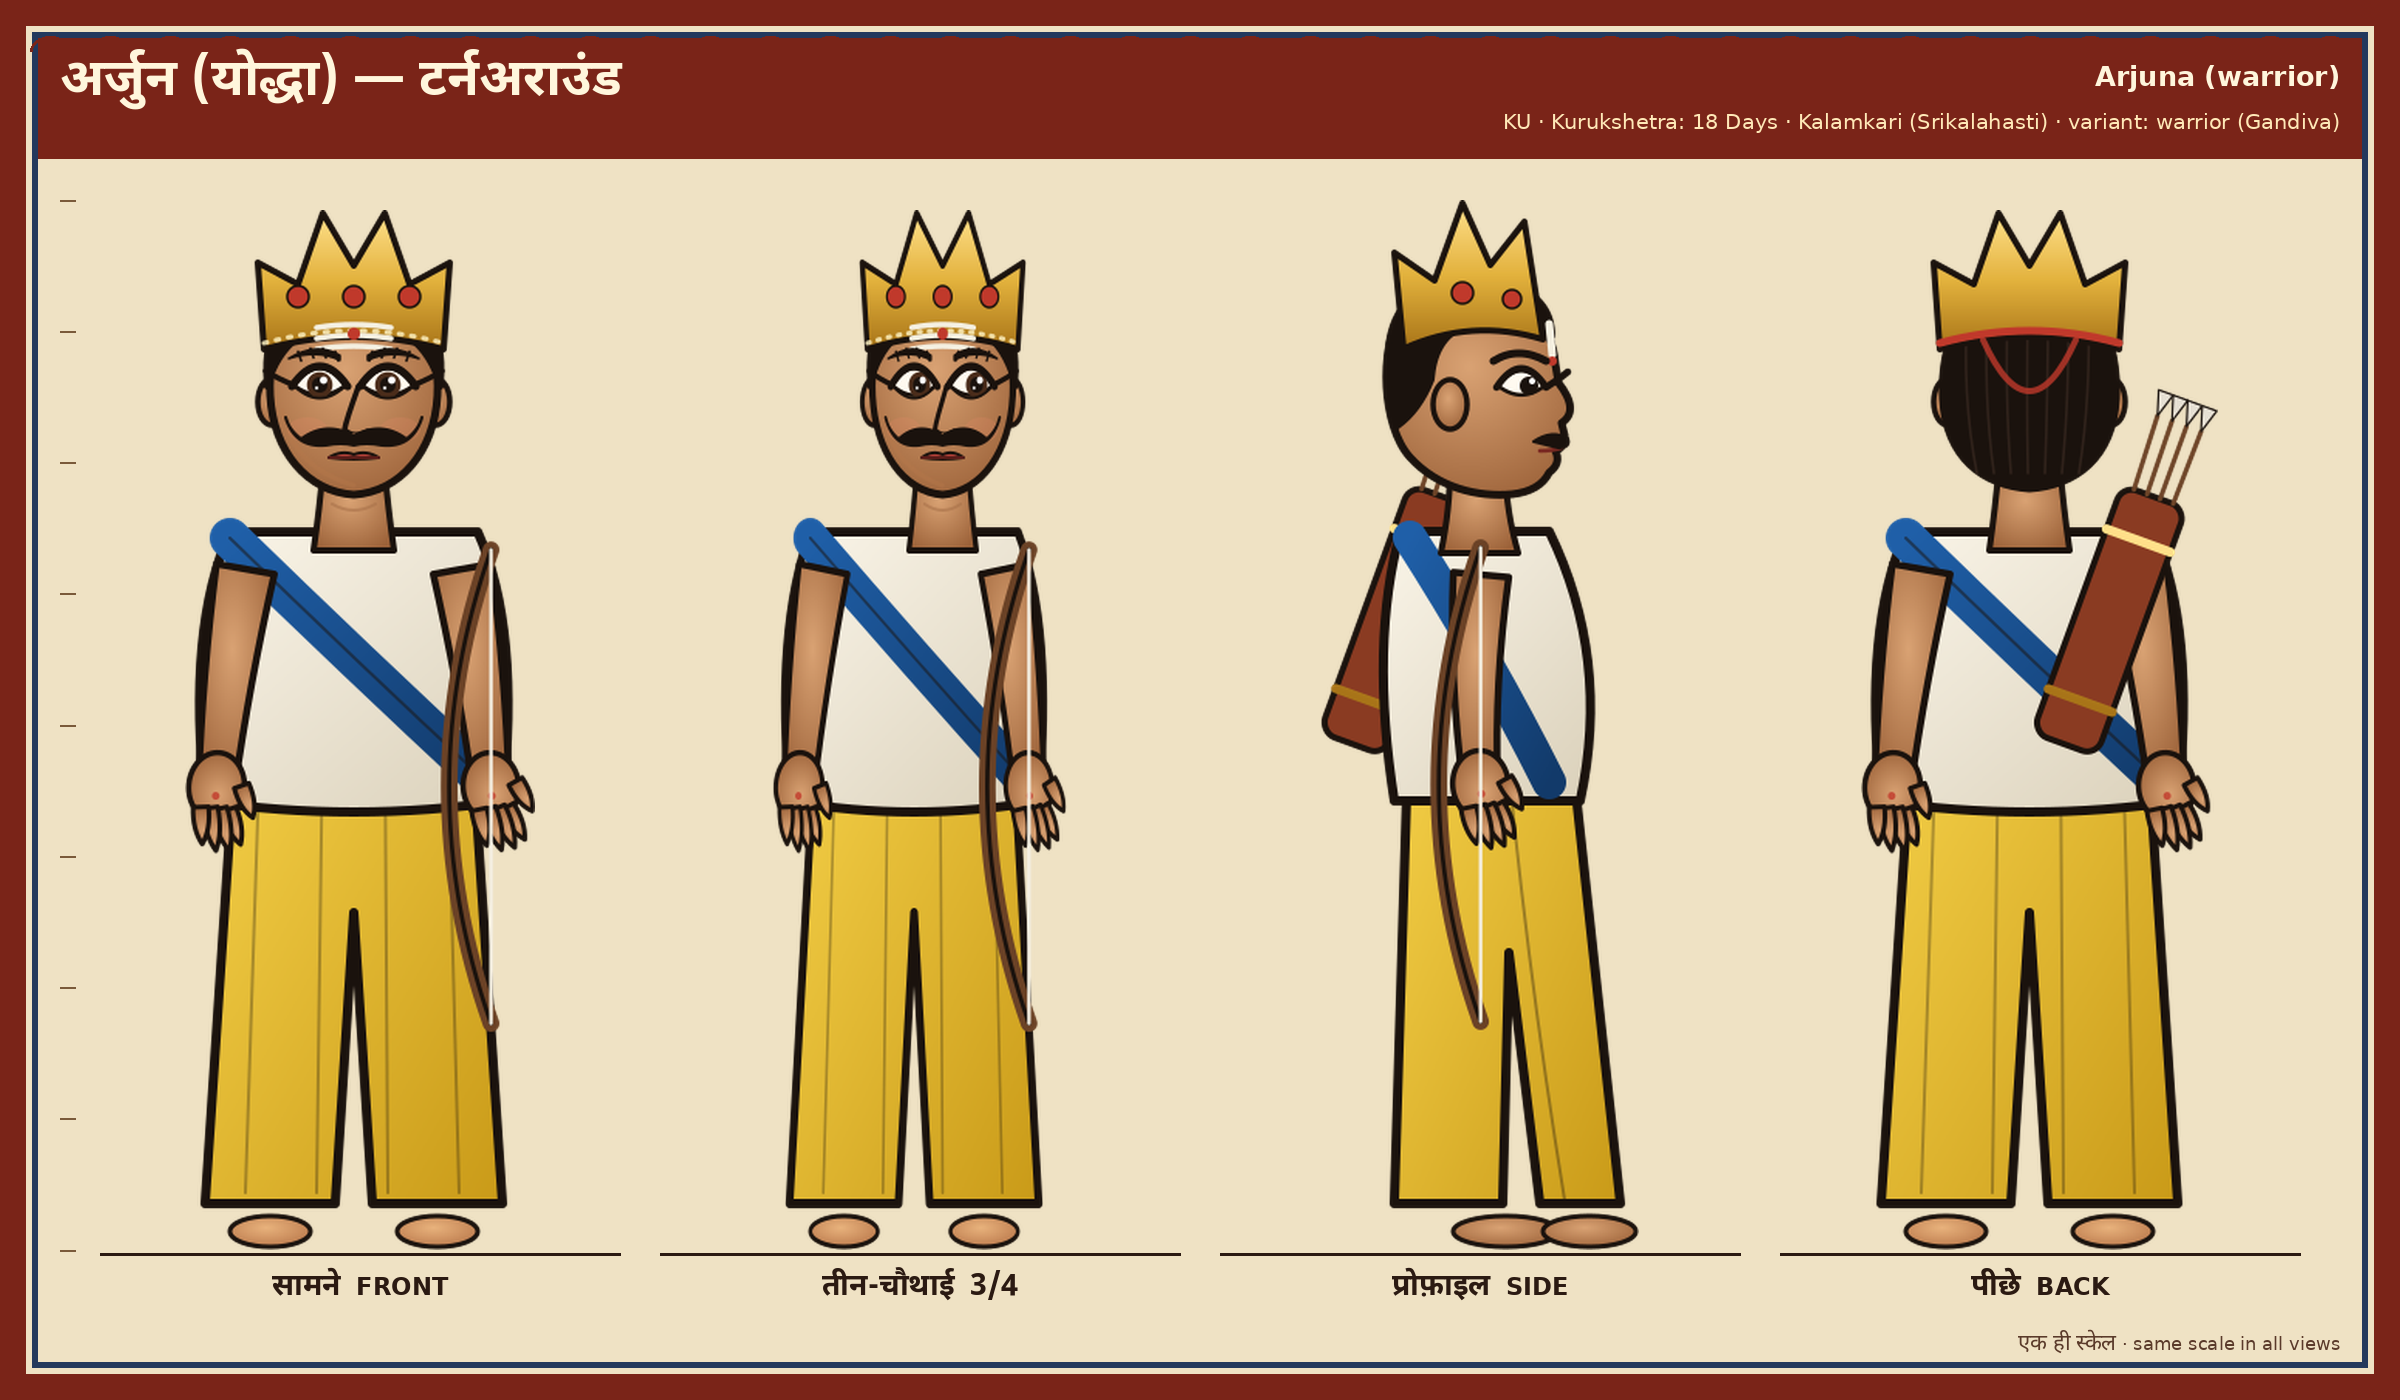 अर्जुन (योद्धा) — टर्नअराउंड
Arjuna (warrior)
KU · Kurukshetra: 18 Days · Kalamkari (Srikalahasti) · variant: warrior (Gandiva)
सामने FRONT
तीन-चौथाई 3/4
प्रोफ़ाइल SIDE
पीछे BACK
एक ही स्केल · same scale in all views